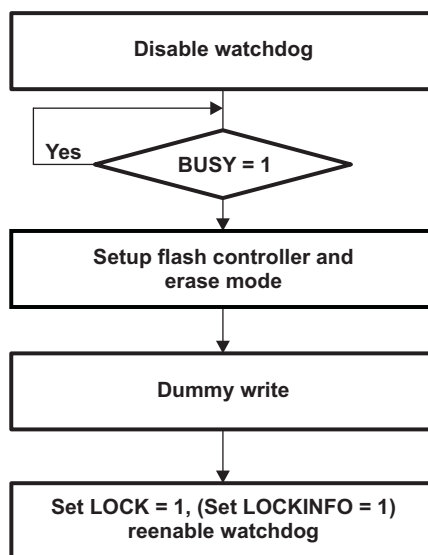 Disable watchdog
Yes
BUSY = 1
Setup flash controller and
erase mode
Dummy write
Set LOCK = 1, (Set LOCKINFO = 1)
reenable watchdog